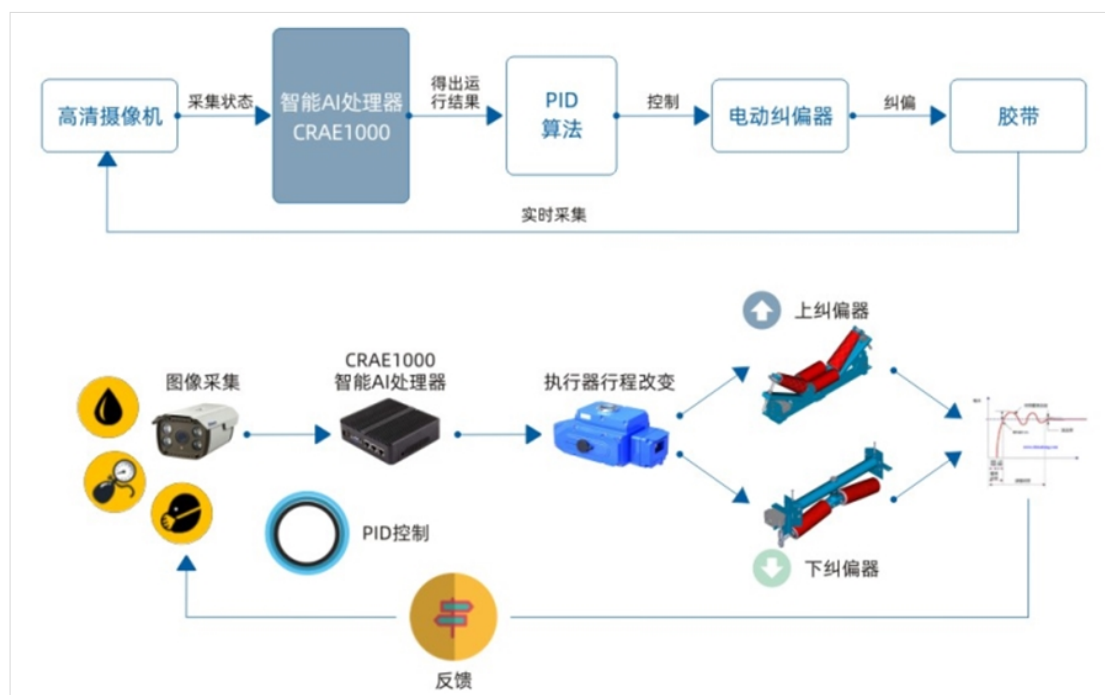 高清摄像机
采集状态
智能AI处理器
CRAE1000
得出运
行结果
PID
算法
控制
电动纠偏器
纠偏
胶带
实时采集
图像采集
CRAE1000
智能AI处理器
执行器行程改变
上纠偏器
PID控制
下纠偏器
反馈